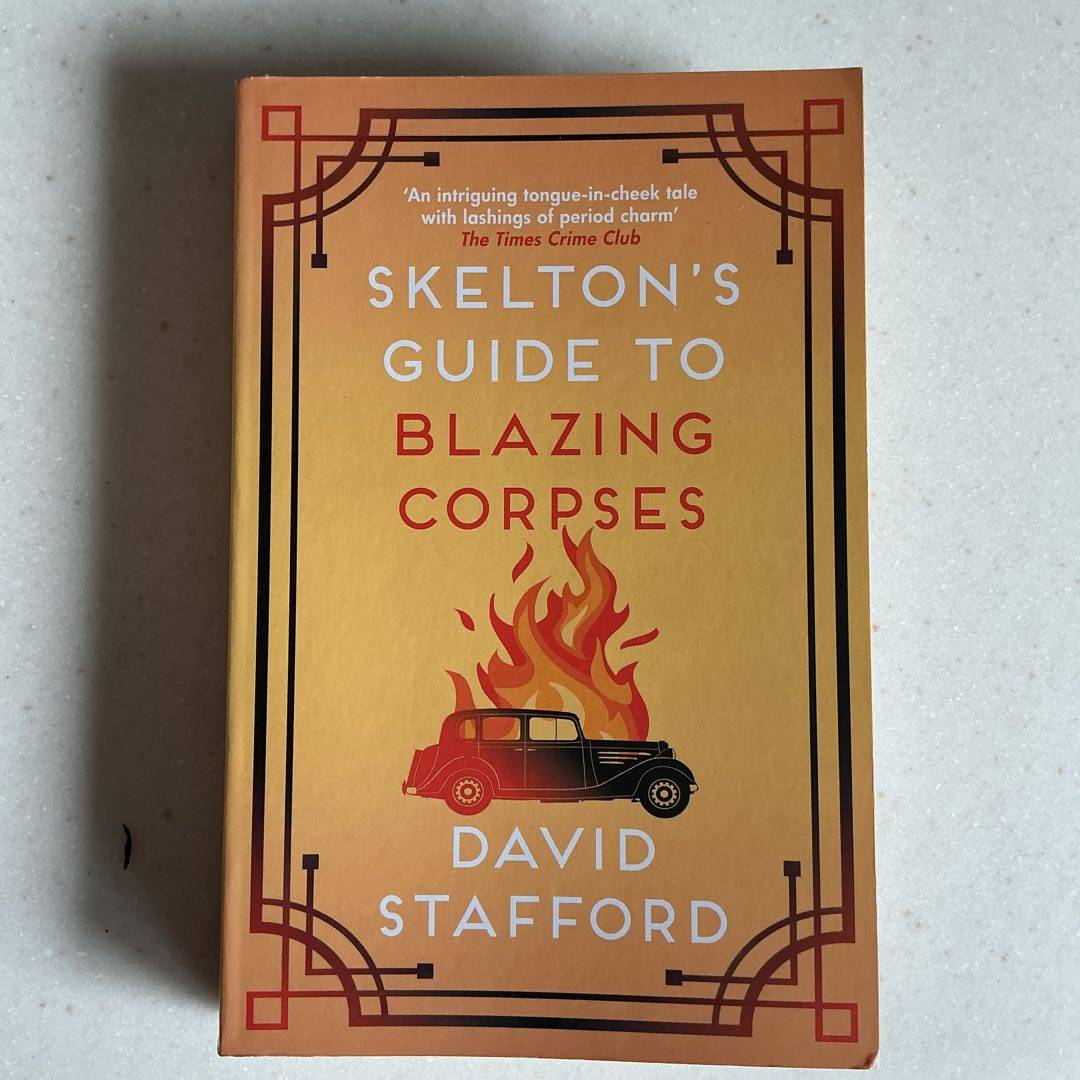 ‘An intriguing tongue-in-cheek tale
with lashings of period charm’
The Times Crime Club
SKELTON'S
GUIDE TO
BLAZING
CORPSES
DAVID
STAFFORD